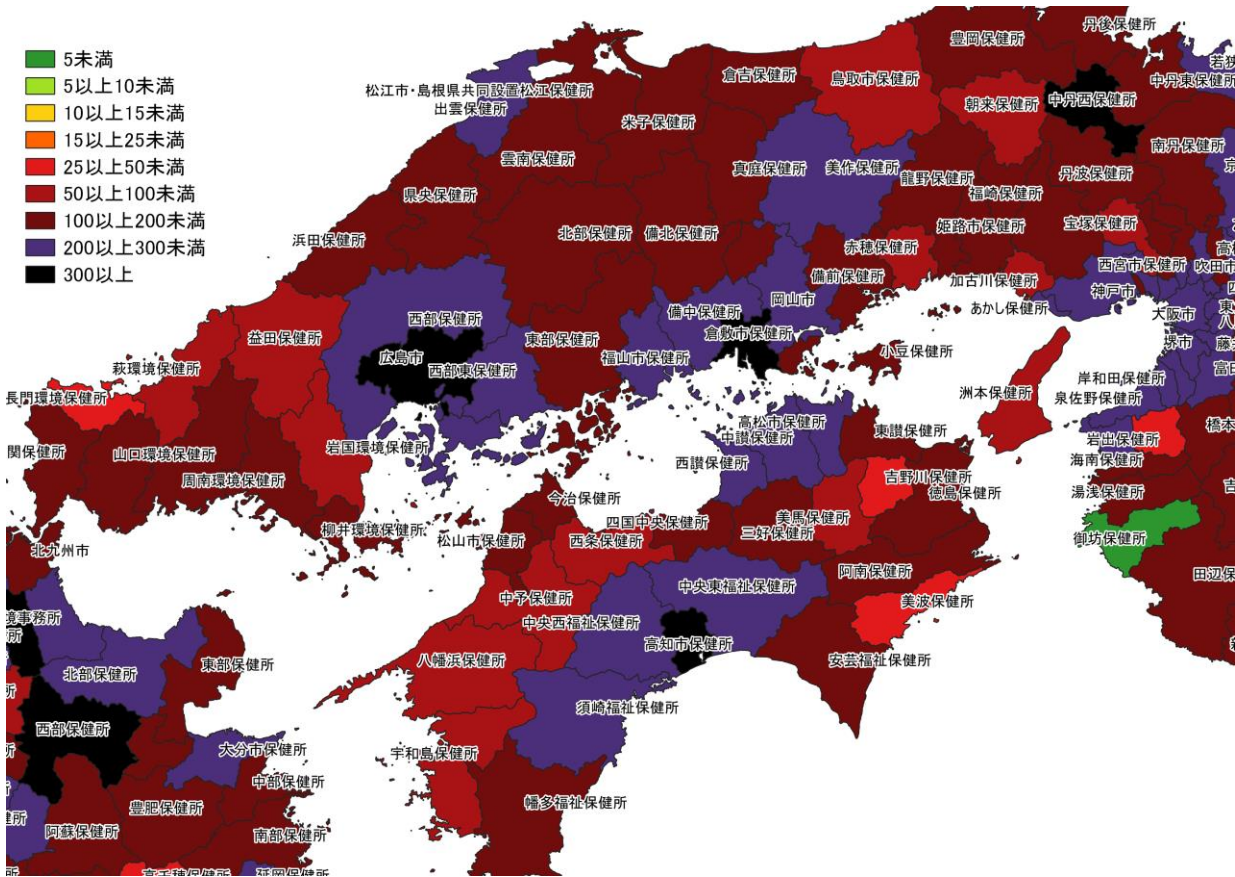 5未満
5以上10未満
10以上15未満
15以上25未満
25以上50未満
50以上100未満
100以上200未満
200以上300未満
300以上
丹後保健所
豊岡保健所
倉古保健所
鳥取市保健所
中丹東保健所
松江市・島根県共同設置松江保健所
出雲保健所
朝来保健所
中丹西保健所
米子保健所
南丹保健所
雲南保健所
真庭保健所
美作保健所
龍野保健所
丹波保健所
県央保健所
福崎保健所
宝塚保健所
浜田保健所
北部保健所
備北保健所
姫路市保健所
赤穂保健所
西宮市保健所
吹田市
備前保健所
加古川保健所
神戸市
岡山市
あかし保健所
大阪市
西部保健所
備中保健所
倉敷市保健所
益田保健所
東部保健所
堺市
広島市
福山市保健所
小豆保健所
西部東保健所
萩環境保健所
岸和田保健所
洲本保健所
長門環境保健所
泉佐野保健所
高松市保健所
東讃保健所
中讃保健所
岩出保健所
岩国環境保健所
関保健所
山口環境保健所
西讃保健所
海南保健所
周南環境保健所
吉野川保健所
徳島保健所
湯浅保健所
今治保健所
美馬保健所
四国中央保健所
柳井環境保健所
三好保健所
御坊保健所
松山市保健所
西条保健所
北九州市
阿南保健所
中央東福祉保健所
中予保健所
美波保健所
境事務所
中央西福祉保健所
高知市保健所
八幡浜保健所
安芸福祉保健所
東部保健所
北部保健所
須崎福祉保健所
西部保健所
大分市保健所
宇和島保健所
中部保健所
幡多福祉保健所
豊肥保健所
阿蘇保健所
南部保健所
高千穂保健所
延岡保健所